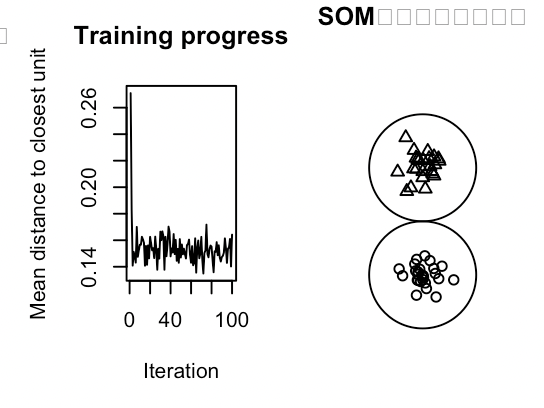 Training progress
Mean distance to closest unit
0.26
0.20
0.14
0 40 100
Iteration
SOM